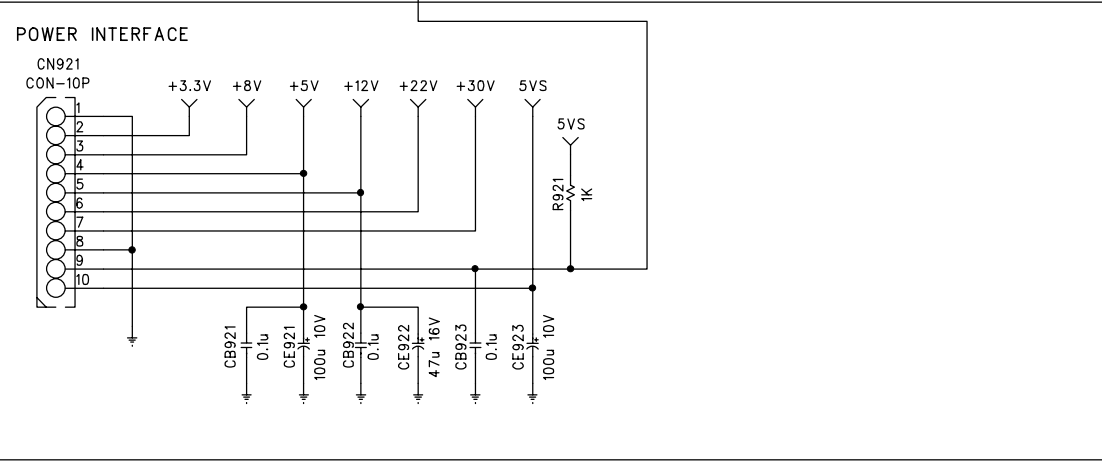 POWER INTERFACE
CN921
CON-10P
+3.3V
+8V
+5V
+12V
+22V
+30V
5VS
5VS
1
2
3
4
5
6
7
8
9
10
R921
1K
CB921
0.1u
CE921
100u 10V
CB922
0.1u
CE922
47u 16V
CB923
0.1u
CE923
100u 10V